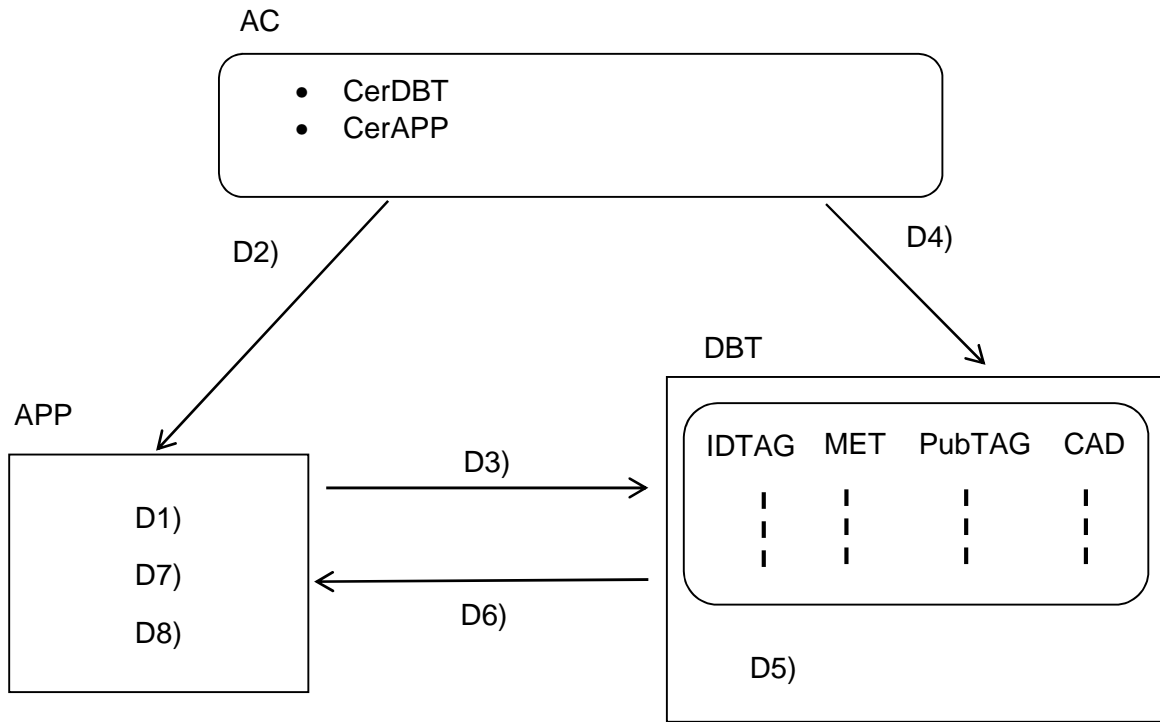 AC
• CerDBT
• CerAPP
D2)
D4)
DBT
APP
IDTAG MET PubTAG CAD
D3)
D1)
D7)
D6)
D8)
D5)